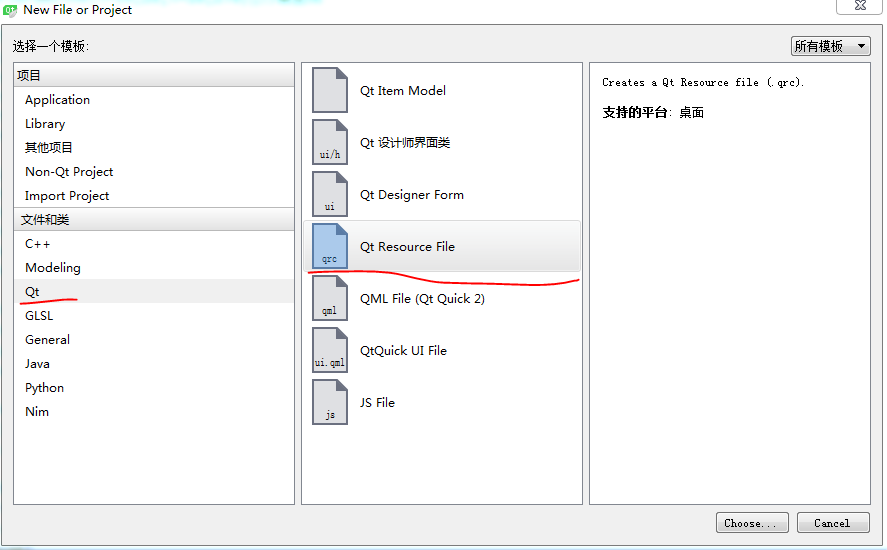 New File or Project
选择一个模板:
所有模板
项目
Application
Library
其他项目
Non-Qt Project
Import Project
文件和类
C++
Modeling
Qt
GLSL
General
Java
Python
Nim
Qt Item Model
ui/h
Qt 设计师界面类
ui
Qt Designer Form
qrc
Qt Resource File
qml
QML File (Qt Quick 2)
ui.qml
QtQuick UI File
js
JS File
Creates a Qt Resource file (.qrc).
支持的平台: 桌面
Choose...
Cancel